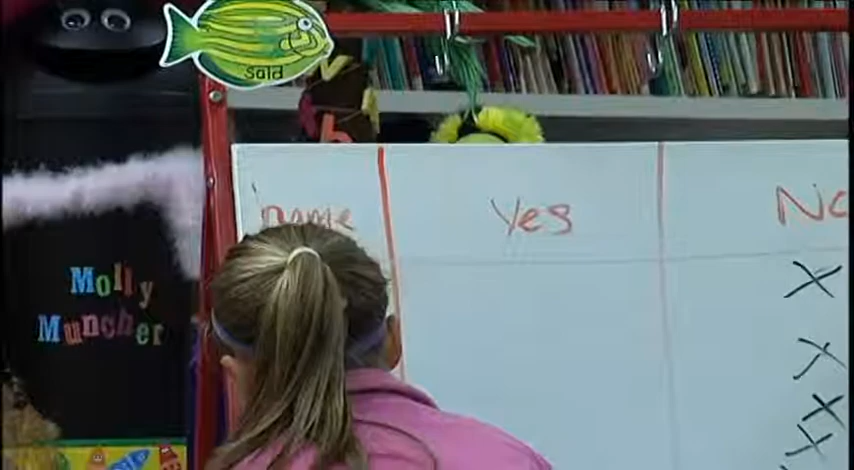 said
name Yes No
Molly
Muncher
X
X
X
X